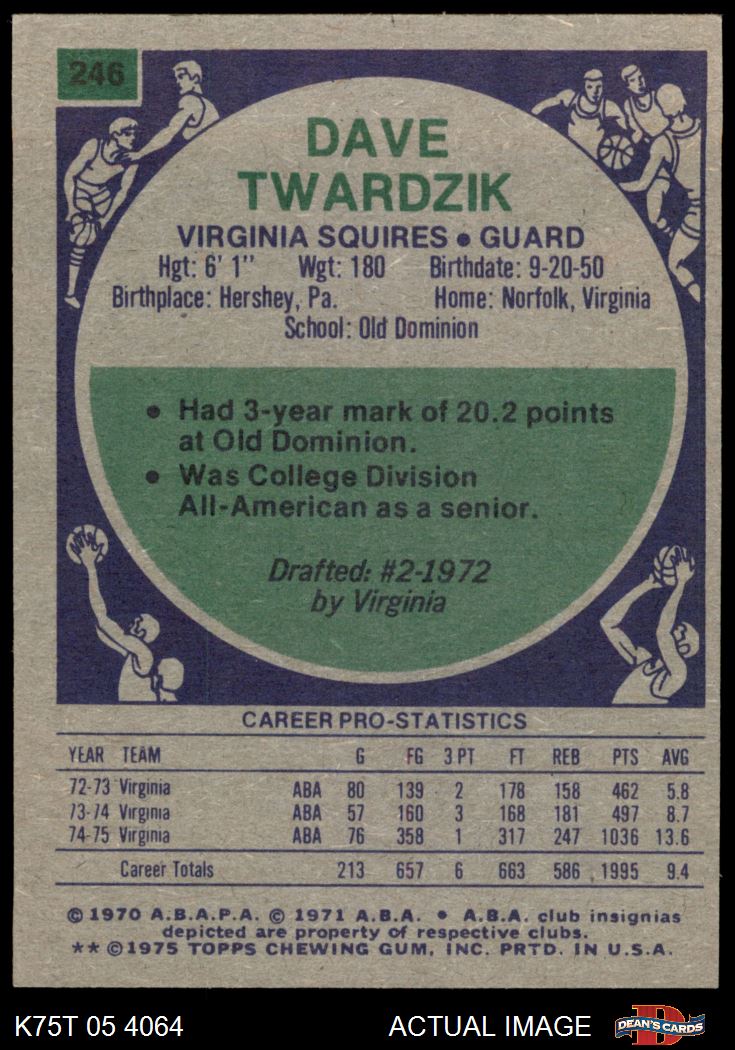 246
DAVE
TWARDZIK
VIRGINIA SQUIRES • GUARD
Hgt: 6' 1" Wgt: 180 Birthdate: 9-20-50
Birthplace: Hershey, Pa. Home: Norfolk, Virginia
School: Old Dominion
• Had 3-year mark of 20.2 points
at Old Dominion.
• Was College Division
All-American as a senior.
Drafted: #2-1972
by Virginia
CAREER PRO-STATISTICS
YEAR TEAM G FG 3 PT FT REB PTS AVG
72-73 Virginia ABA 80 139 2 178 158 462 5.8
73-74 Virginia ABA 57 160 3 168 181 497 8.7
74-75 Virginia ABA 76 358 1 317 247 1036 13.6
Career Totals 213 657 6 663 586 1995 9.4
© 1970 A.B.A.P.A. © 1971 A.B.A. • A.B.A. club insignias
depicted are property of respective clubs.
** © 1975 TOPPS CHEWING GUM, INC. PRTD. IN U.S.A.
K75T 05 4064 ACTUAL IMAGE D DEAN'S CARDS